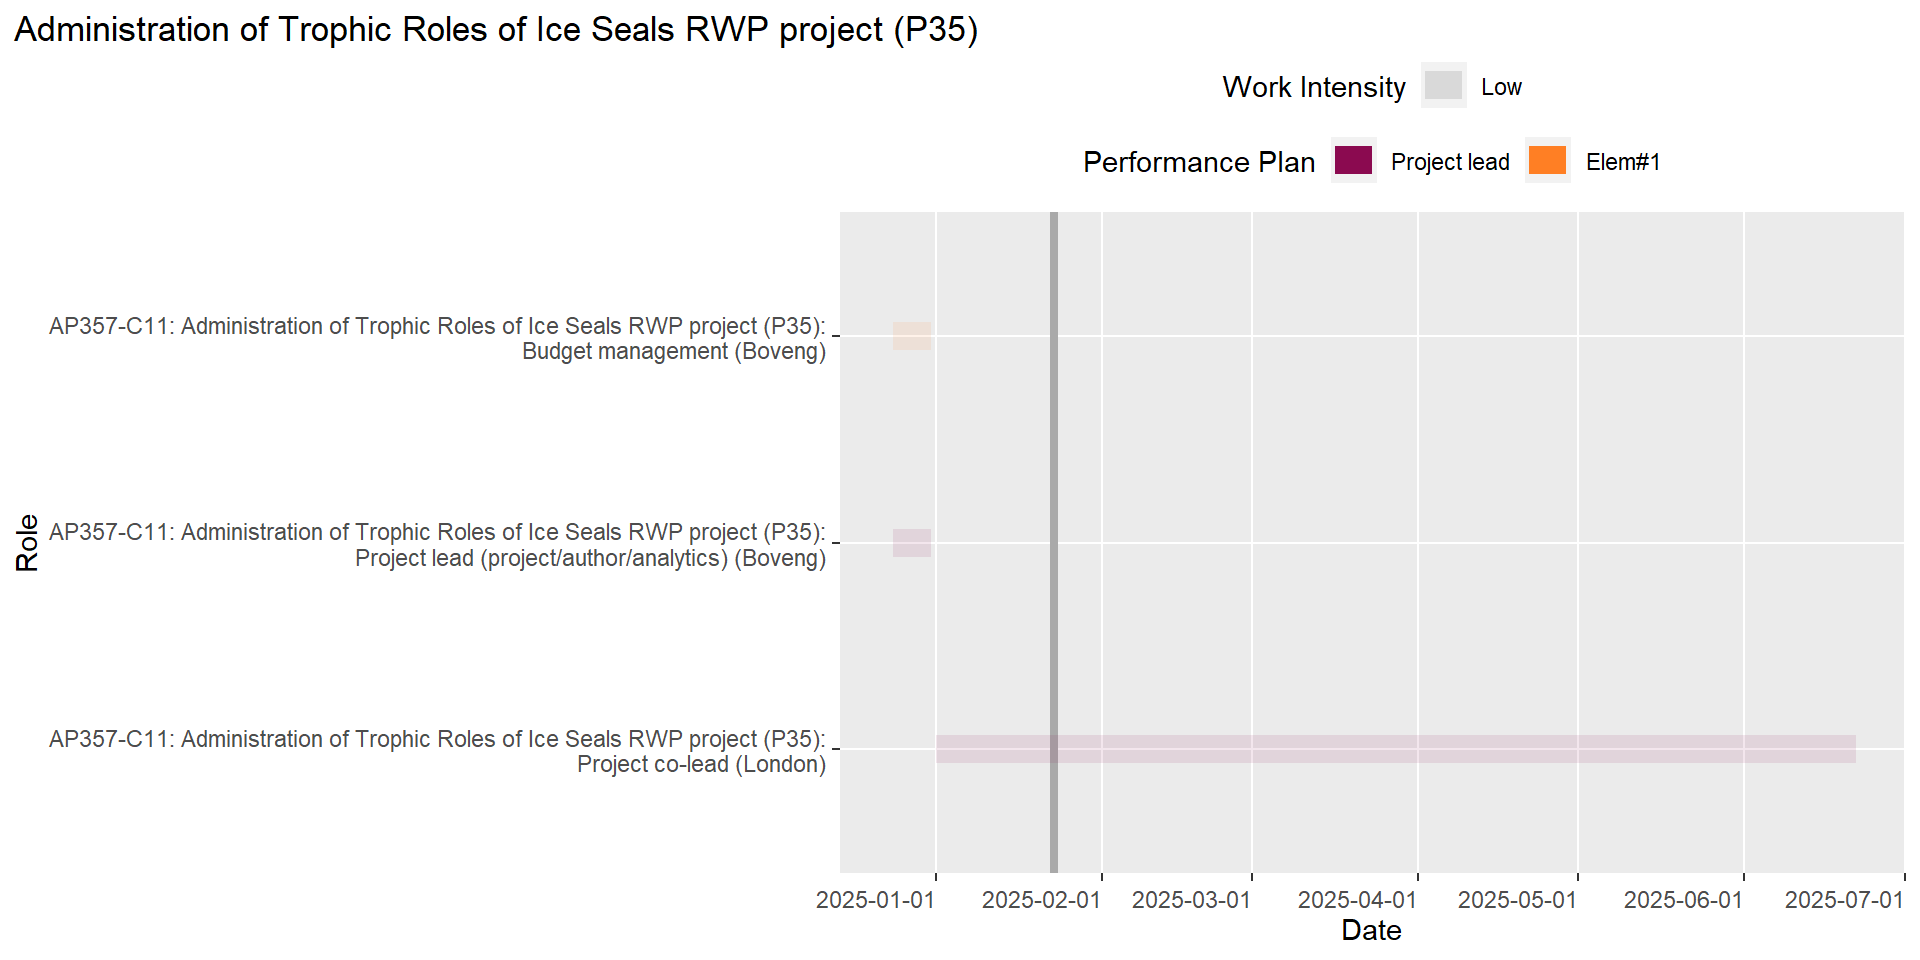 Administration of Trophic Roles of Ice Seals RWP project (P35)
Work Intensity Low
Performance Plan Project lead Elem#1
Role
AP357-C11: Administration of Trophic Roles of Ice Seals RWP project (P35):
Budget management (Boveng)
AP357-C11: Administration of Trophic Roles of Ice Seals RWP project (P35):
Project lead (project/author/analytics) (Boveng)
AP357-C11: Administration of Trophic Roles of Ice Seals RWP project (P35):
Project co-lead (London)
2025-01-01 2025-02-01 2025-03-01 2025-04-01 2025-05-01 2025-06-01 2025-07-01
Date